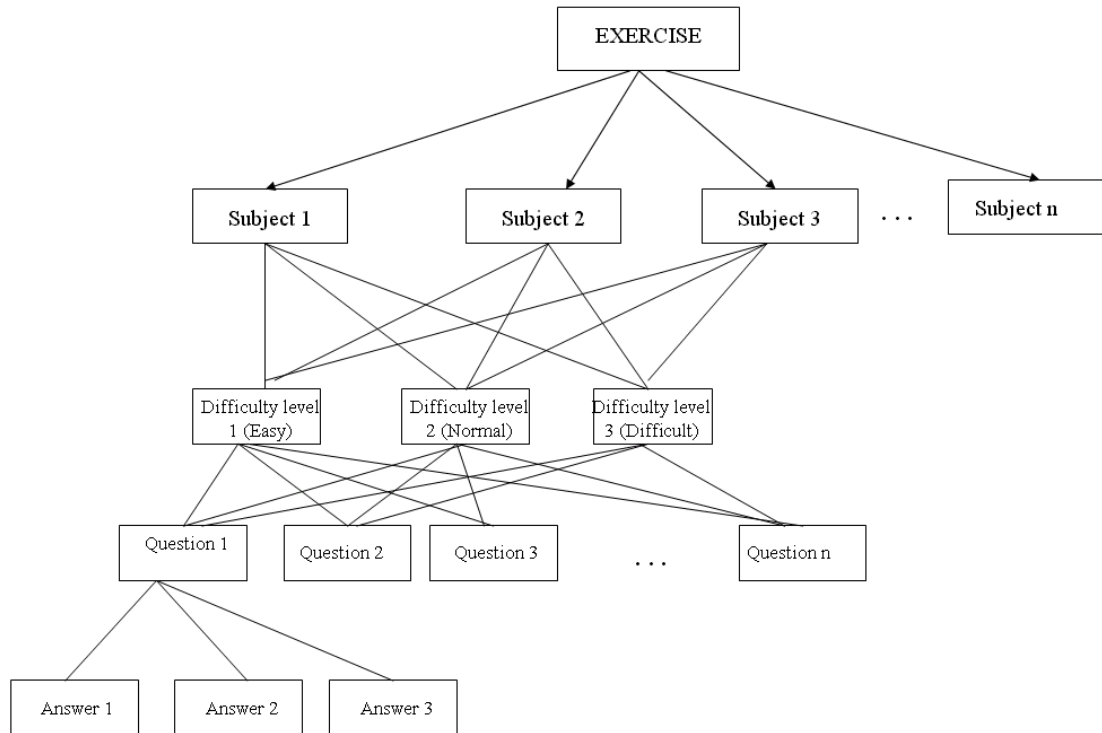 EXERCISE
Subject 1
Subject 2
Subject 3
. . .
Subject n
Difficulty level
1 (Easy)
Difficulty level
2 (Normal)
Difficulty level
3 (Difficult)
Question 1
Question 2
Question 3
. . .
Question n
Answer 1
Answer 2
Answer 3